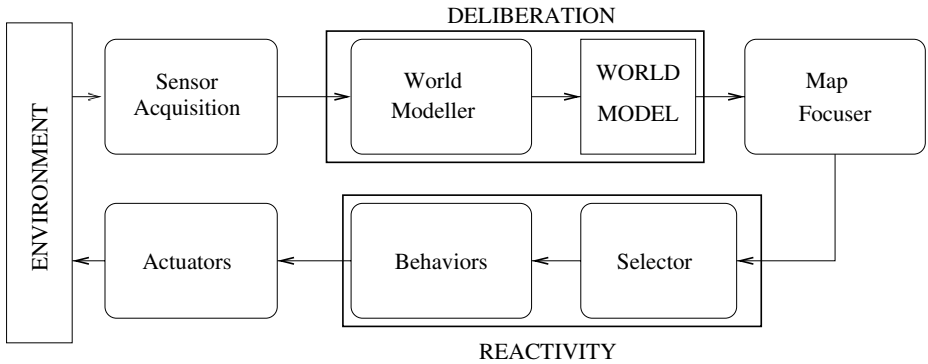 DELIBERATION
ENVIRONMENT
Sensor
Acquisition
World
Modeller
WORLD
MODEL
Map
Focuser
Actuators
Behaviors
Selector
REACTIVITY